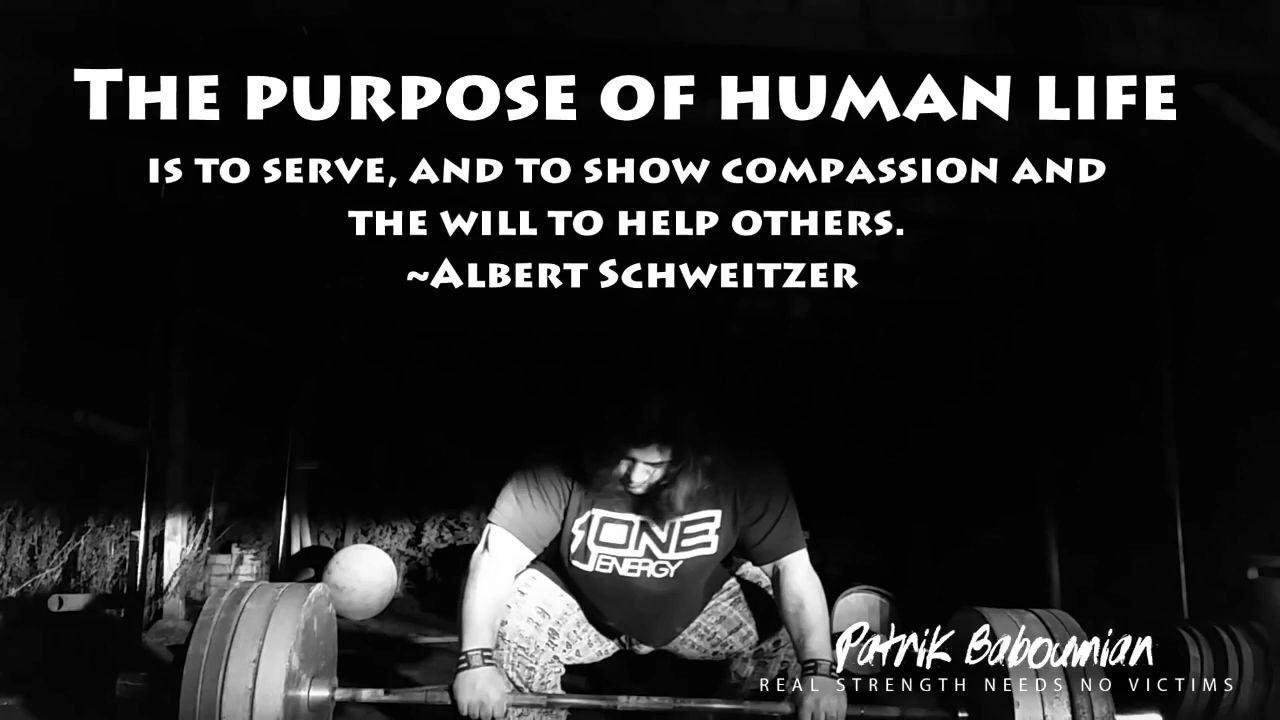 THE PURPOSE OF HUMAN LIFE
IS TO SERVE, AND TO SHOW COMPASSION AND
THE WILL TO HELP OTHERS.
~ALBERT SCHWEITZER
1ONE
ENERGY
Patrik Baboumian
REAL STRENGTH NEEDS NO VICTIMS